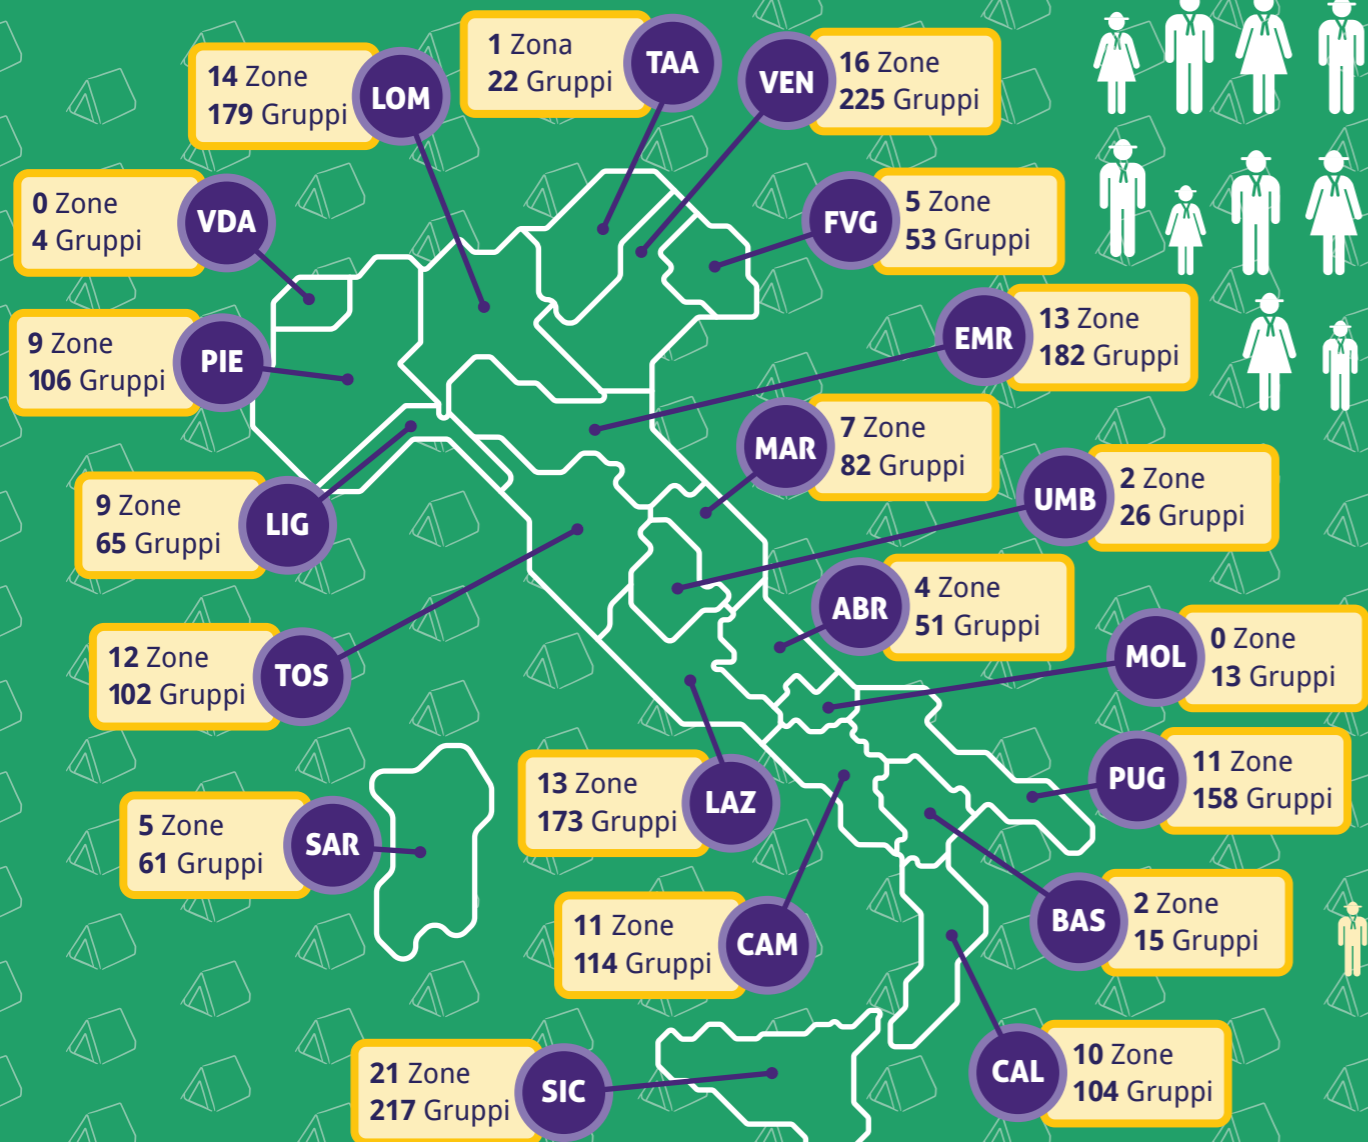 1 Zona
22 Gruppi
TAA
14 Zone
179 Gruppi
LOM
VEN
16 Zone
225 Gruppi
0 Zone
4 Gruppi
VDA
FVG
5 Zone
53 Gruppi
9 Zone
106 Gruppi
PIE
EMR
13 Zone
182 Gruppi
MAR
7 Zone
82 Gruppi
UMB
2 Zone
26 Gruppi
9 Zone
65 Gruppi
LIG
ABR
4 Zone
51 Gruppi
12 Zone
102 Gruppi
TOS
MOL
0 Zone
13 Gruppi
13 Zone
173 Gruppi
LAZ
PUG
11 Zone
158 Gruppi
5 Zone
61 Gruppi
SAR
11 Zone
114 Gruppi
CAM
BAS
2 Zone
15 Gruppi
21 Zone
217 Gruppi
SIC
CAL
10 Zone
104 Gruppi